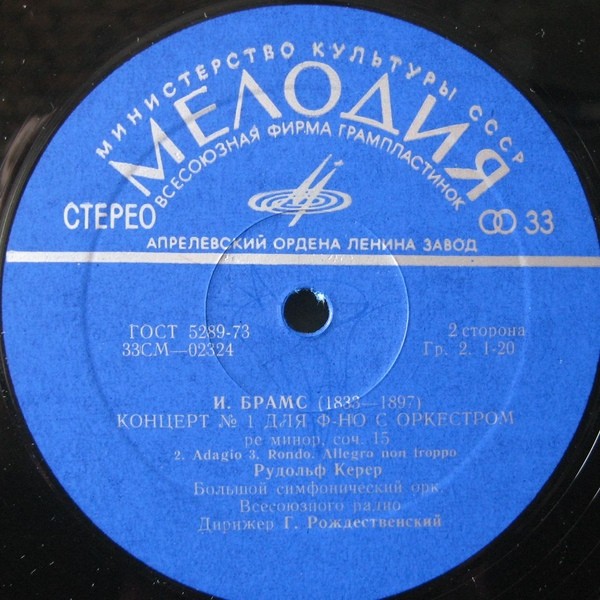 МИНИСТЕРСТВО КУЛЬТУРЫ СССР
МЕЛОДИЯ
ВСЕСОЮЗНАЯ ФИРМА ГРАМПЛАСТИНОК
СТЕРЕО
33
АПРЕЛЕВСКИЙ ОРДЕНА ЛЕНИНА ЗАВОД
ГОСТ 5289-73
33СМ—02324
2 сторона
Гр. 2. 1-20
И. БРАМС (1833—1897)
КОНЦЕРТ № 1 ДЛЯ Ф-НО С ОРКЕСТРОМ
ре минор, соч. 15
2. Adagio 3. Rondo. Allegro non troppo
Рудольф Керер
Большой симфонический орк.
Всесоюзного радио
Дирижер Г. Рождественский